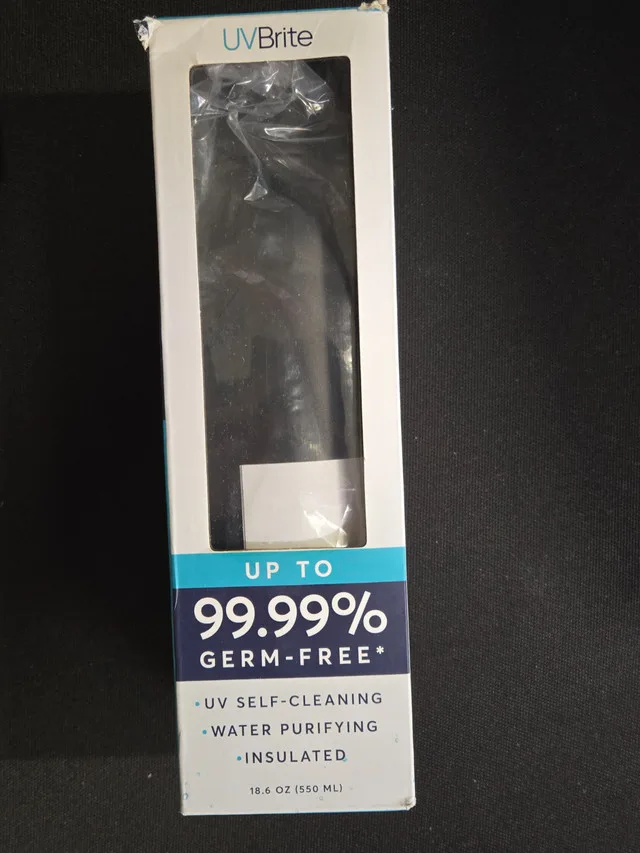 UVBrite
UP TO
99.99%
GERM-FREE*
•UV SELF-CLEANING
•WATER PURIFYING
•INSULATED
18.6 OZ (550 ML)